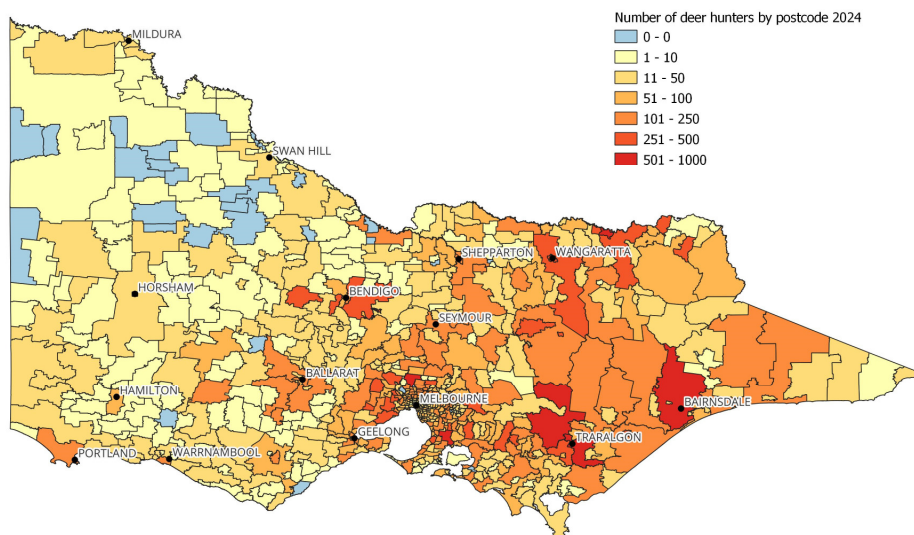 Number of deer hunters by postcode 2024
0 - 0
1 - 10
11 - 50
51 - 100
101 - 250
251 - 500
501 - 1000
MILDURA
SWAN HILL
SHEPPARTON
WANGARATTA
HORSHAM
BENDIGO
SEYMOUR
BALLARAT
HAMILTON
MELBOURNE
BAIRNSDALE
GEELONG
TRARALGON
PORTLAND
WARRNAMBOOL